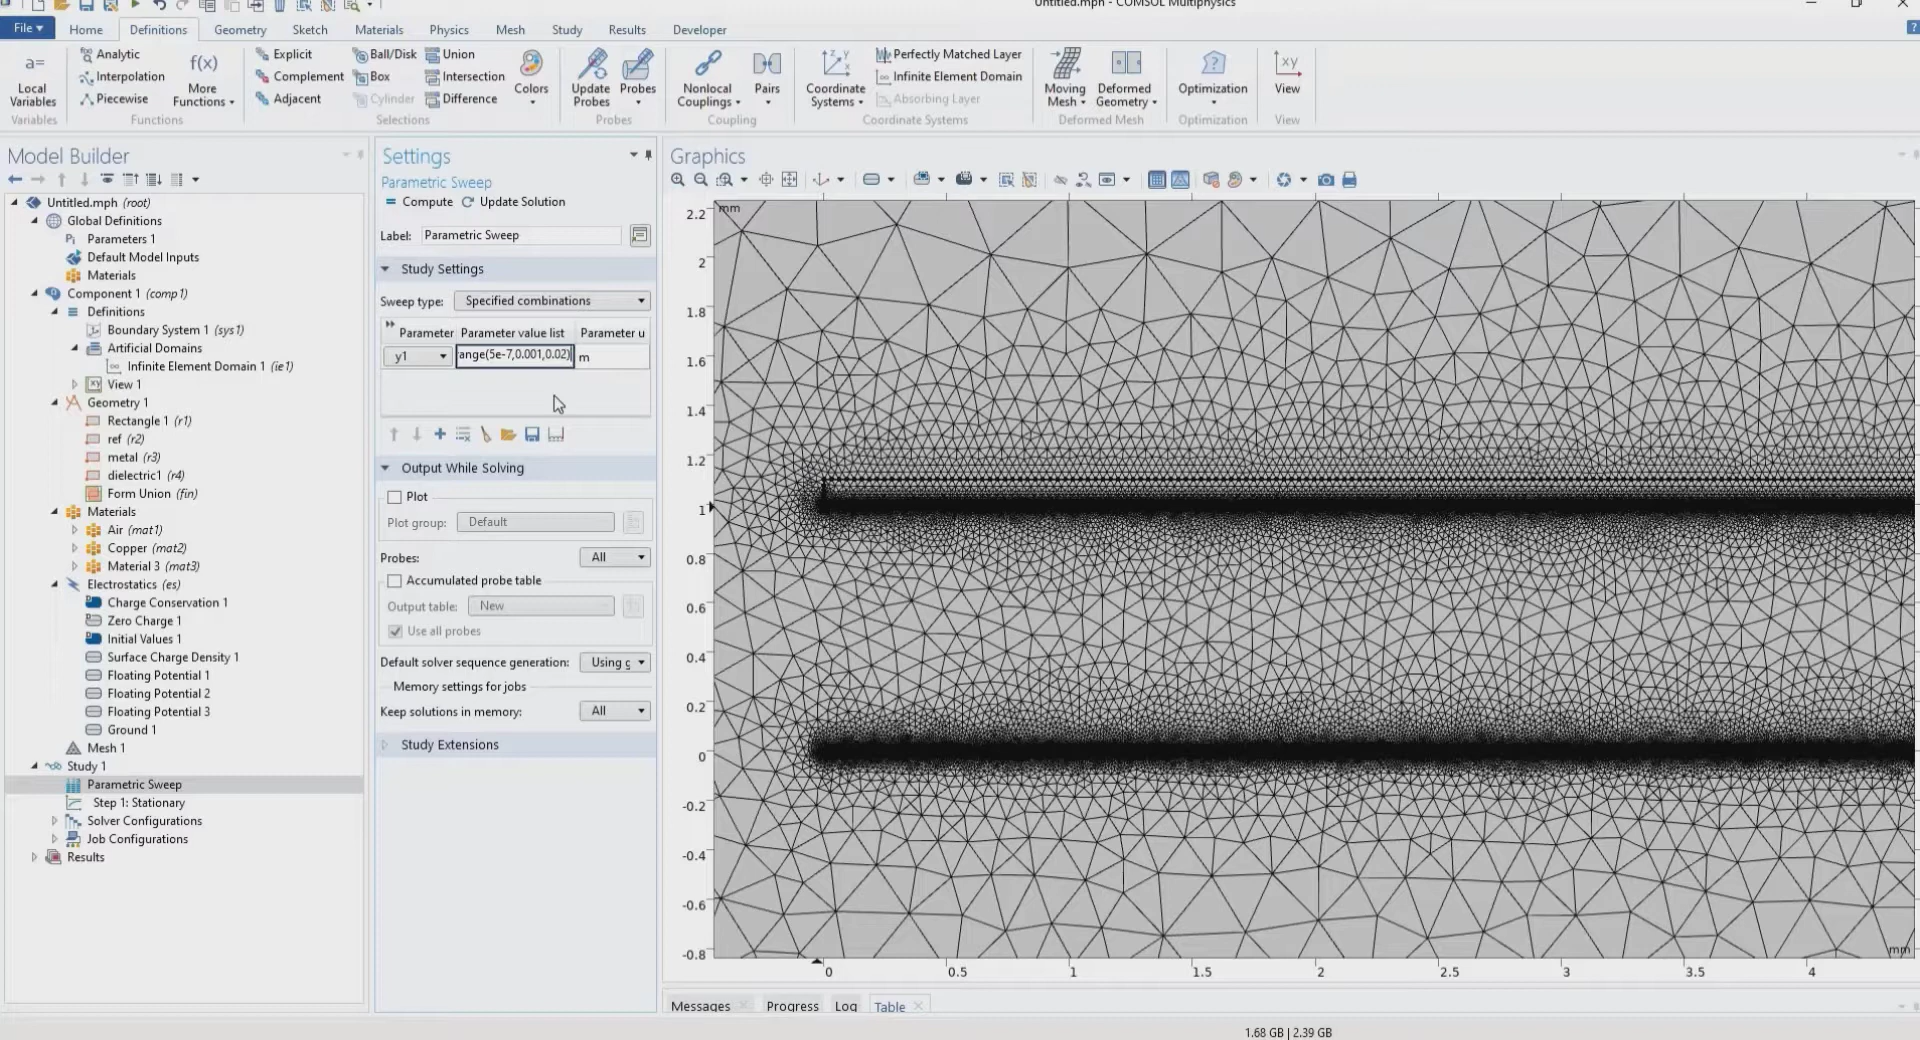 Untitled.mph - COMSOL Multiphysics
File Home Definitions Geometry Sketch Materials Physics Mesh Study Results Developer
a=
Local
Variables
Variables
Analytic
Interpolation
Piecewise
f(x)
More
Functions
Functions
Explicit
Complement
Adjacent
Ball/Disk
Box
Cylinder
Union
Intersection
Difference
Selections
Colors
Update
Probes
Probes
Probes
Nonlocal
Couplings
Pairs
Coupling
Coordinate
Systems
Perfectly Matched Layer
Infinite Element Domain
Absorbing Layer
Coordinate Systems
Moving
Mesh
Deformed
Geometry
Deformed Mesh
Optimization
Optimization
xy
View
View
Model Builder
Untitled.mph (root)
Global Definitions
Pi Parameters 1
Default Model Inputs
Materials
Component 1 (comp1)
Definitions
Boundary System 1 (sys1)
Artificial Domains
Infinite Element Domain 1 (ie1)
View 1
Geometry 1
Rectangle 1 (r1)
ref (r2)
metal (r3)
dielectric1 (r4)
Form Union (fin)
Materials
Air (mat1)
Copper (mat2)
Material 3 (mat3)
Electrostatics (es)
Charge Conservation 1
Zero Charge 1
Initial Values 1
Surface Charge Density 1
Floating Potential 1
Floating Potential 2
Floating Potential 3
Ground 1
Mesh 1
Study 1
Parametric Sweep
Step 1: Stationary
Solver Configurations
Job Configurations
Results
Settings
Parametric Sweep
= Compute Update Solution
Label: Parametric Sweep
Study Settings
Sweep type: Specified combinations
Parameter Parameter value list Parameter u
y1 ange(5e-7,0.001,0.02) m
Output While Solving
Plot
Plot group: Default
Probes: All
Accumulated probe table
Output table: New
Use all probes
Default solver sequence generation: Using g
Memory settings for jobs
Keep solutions in memory: All
Study Extensions
Graphics
mm
2.2
2
1.8
1.6
1.4
1.2
1
0.8
0.6
0.4
0.2
0
-0.2
-0.4
-0.6
-0.8
mm
0 0.5 1 1.5 2 2.5 3 3.5 4
Messages Progress Log Table
1.68 GB | 2.39 GB